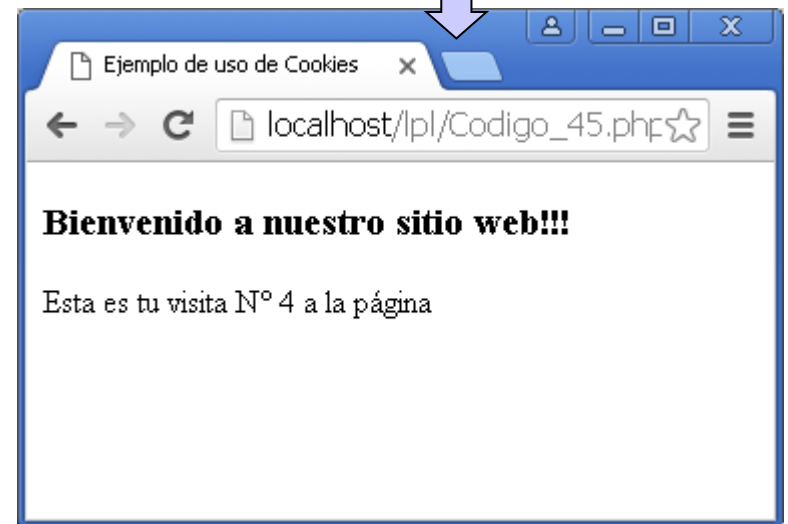 Ejemplo de uso de Cookies
localhost/lpl/Codigo_45.php
Bienvenido a nuestro sitio web!!!
Esta es tu visita Nº 4 a la página